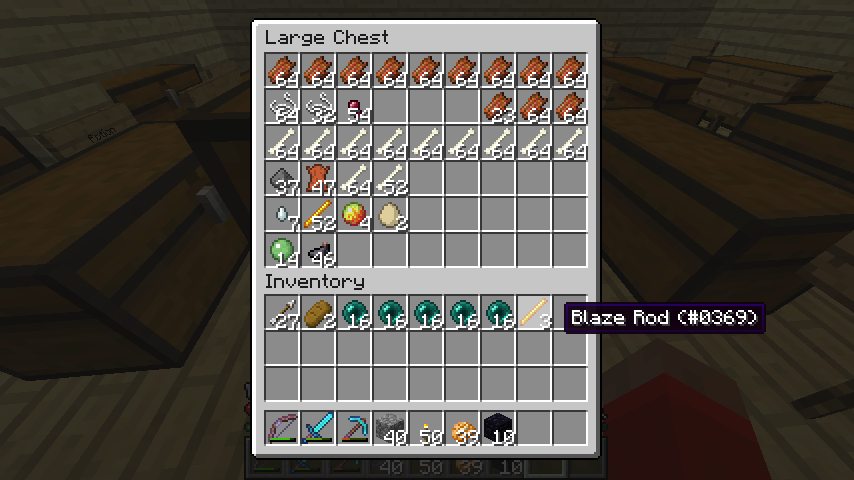 Large Chest
64 64 64 64 64 64 64 64 64
64 32 54 23 64 64
64 64 64 64 64 64 64 64 64
37 47 64 52
7 52 4 2
14 46
Inventory
27 2 16 16 16 16 16 3
Blaze Rod (#0369)
40 50 39 10
40 50 39 10